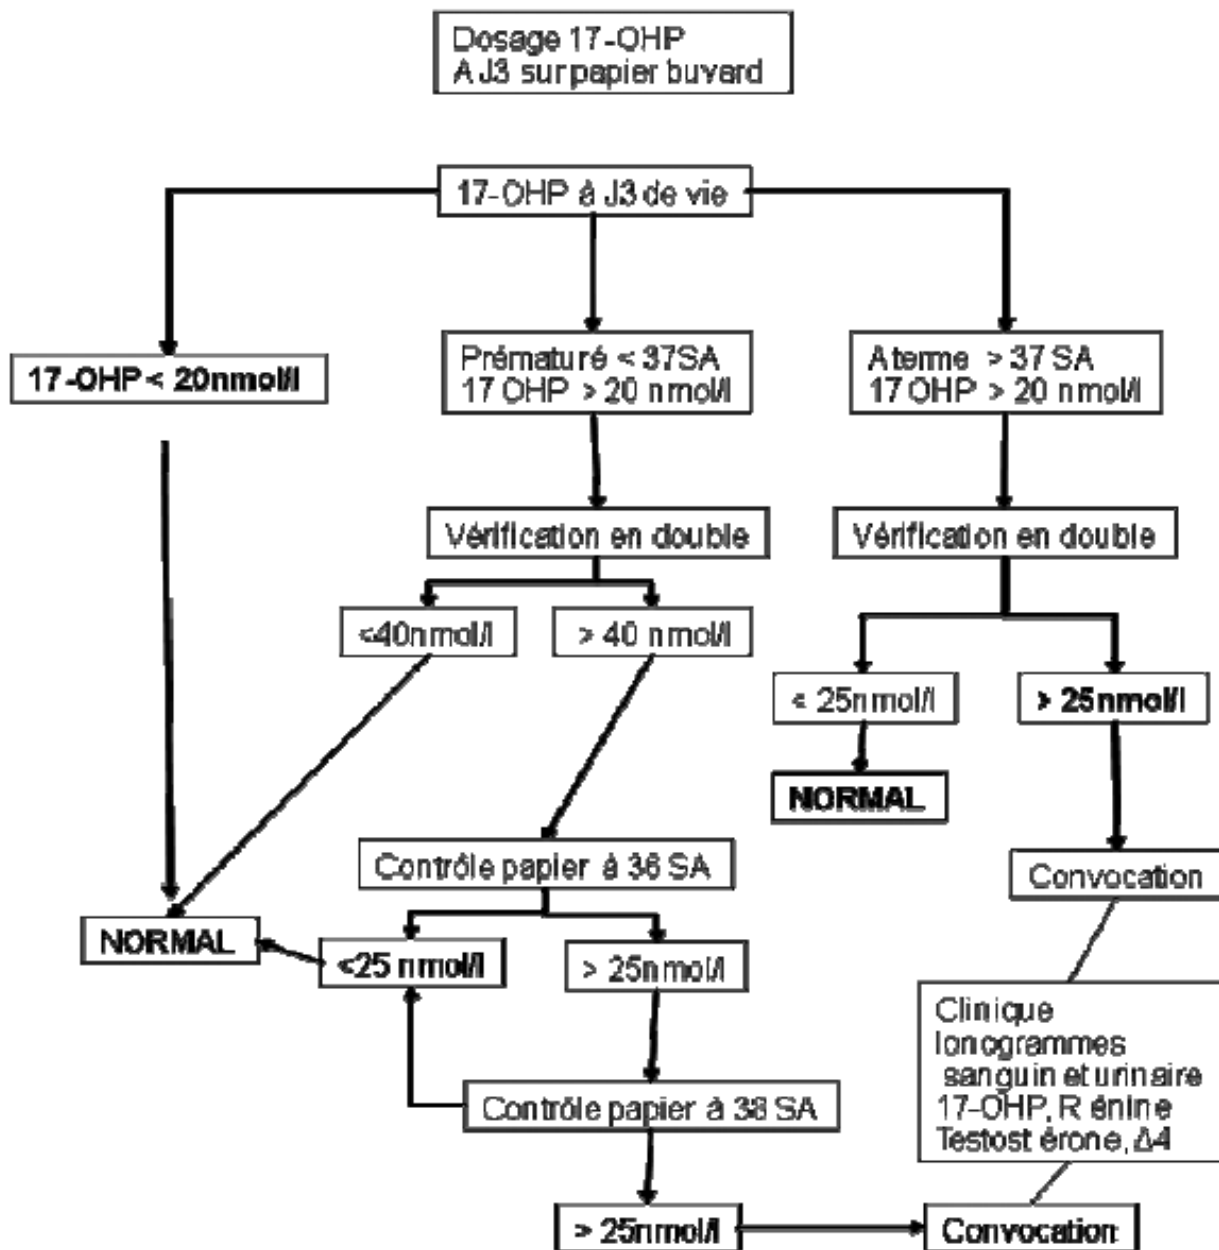 Dosage 17-OHP
A J3 sur papier buvard
17-OHP à J3 de vie
17-OHP < 20nmol/l
Prématuré < 37SA
17 OHP > 20 nmol/l
A terme > 37 SA
17 OHP > 20 nmol/l
Vérification en double
Vérification en double
<40nmol/l
> 40 nmol/l
< 25nmol/l
> 25nmol/l
NORMAL
Contrôle papier à 36 SA
Convocation
NORMAL
<25 nmol/l
> 25nmol/l
Clinique
Ionogrammes
sanguin et urinaire
17-OHP, R énine
Testost érone, Δ4
Contrôle papier à 38 SA
> 25nmol/l
Convocation